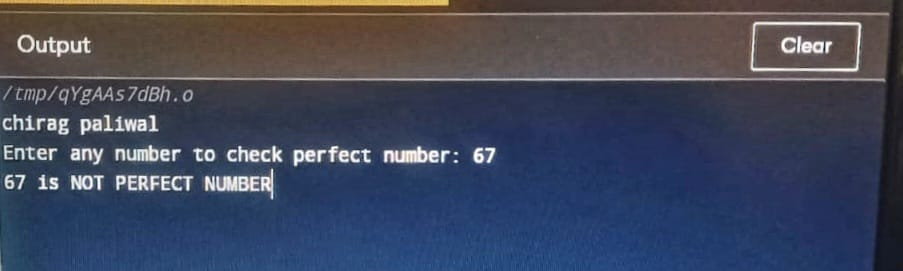 Output
Clear
/tmp/qYgAAs7dBh.o
chirag paliwal
Enter any number to check perfect number: 67
67 is NOT PERFECT NUMBER